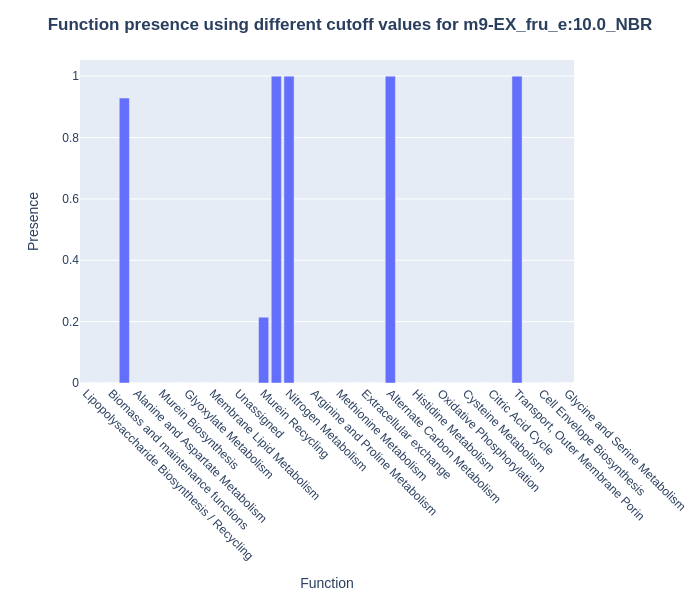 Function presence using different cutoff values for m9-EX_fru_e:10.0_NBR
Presence
1
0.8
0.6
0.4
0.2
0
Lipopolysaccharide Biosynthesis / Recycling
Biomass and maintenance functions
Alanine and Aspartate Metabolism
Murein Biosynthesis
Glyoxylate Metabolism
Membrane Lipid Metabolism
Unassigned
Murein Recycling
Nitrogen Metabolism
Arginine and Proline Metabolism
Methionine Metabolism
Extracellular exchange
Alternate Carbon Metabolism
Histidine Metabolism
Oxidative Phosphorylation
Cysteine Metabolism
Citric Acid Cycle
Transport, Outer Membrane Porin
Cell Envelope Biosynthesis
Glycine and Serine Metabolism
Function